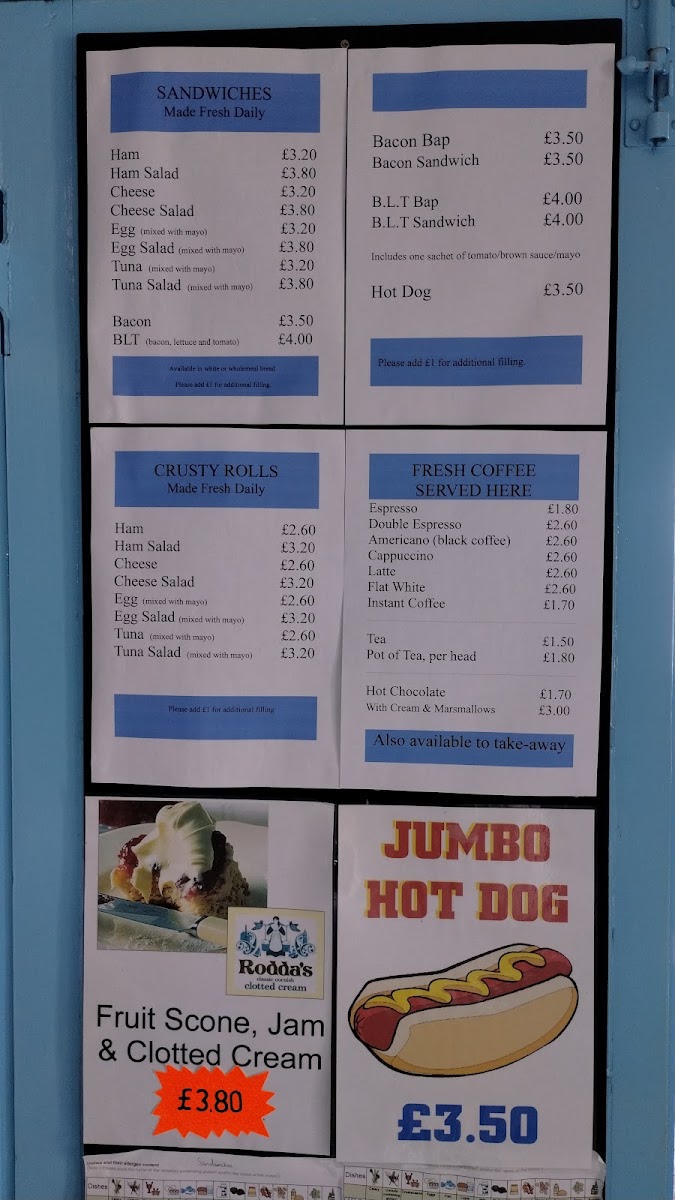 SANDWICHES
Made Fresh Daily
Ham £3.20
Ham Salad £3.80
Cheese £3.20
Cheese Salad £3.80
Egg (mixed with mayo) £3.20
Egg Salad (mixed with mayo) £3.80
Tuna (mixed with mayo) £3.20
Tuna Salad (mixed with mayo) £3.80
Bacon £3.50
BLT (bacon, lettuce and tomato) £4.00
Available in white or wholemeal bread
Please add £1 for additional filling.
Bacon Bap £3.50
Bacon Sandwich £3.50
B.L.T Bap £4.00
B.L.T Sandwich £4.00
Includes one sachet of tomato/brown sauce/mayo
Hot Dog £3.50
Please add £1 for additional filling.
CRUSTY ROLLS
Made Fresh Daily
Ham £2.60
Ham Salad £3.20
Cheese £2.60
Cheese Salad £3.20
Egg (mixed with mayo) £2.60
Egg Salad (mixed with mayo) £3.20
Tuna (mixed with mayo) £2.60
Tuna Salad (mixed with mayo) £3.20
Please add £1 for additional filling
FRESH COFFEE
SERVED HERE
Espresso £1.80
Double Espresso £2.60
Americano (black coffee) £2.60
Cappuccino £2.60
Latte £2.60
Flat White £2.60
Instant Coffee £1.70
Tea £1.50
Pot of Tea, per head £1.80
Hot Chocolate £1.70
With Cream & Marsmallows £3.00
Also available to take-away
Rodda's
classic cornish
clotted cream
Fruit Scone, Jam
& Clotted Cream
£3.80
JUMBO
HOT DOG
£3.50
Dishes and their allergen content
Sandwiches
Dishes
Dishes